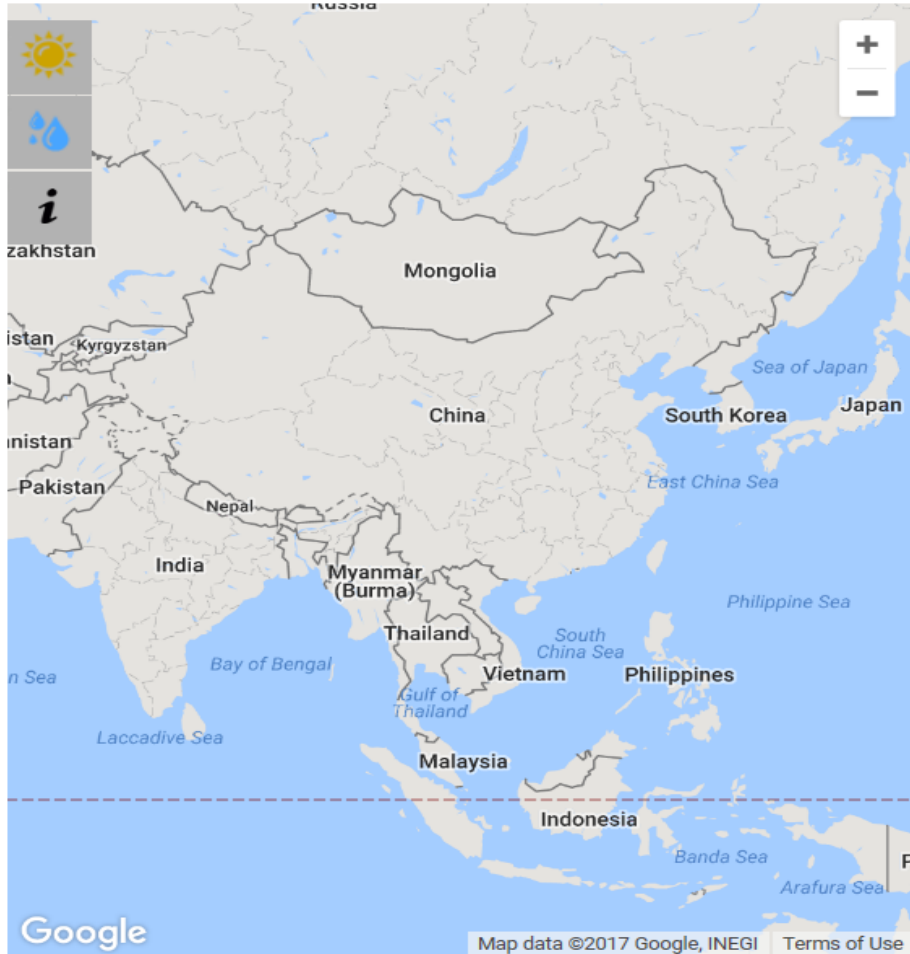 Russia
+
−
i
zakhstan
Mongolia
istan
Kyrgyzstan
Sea of Japan
China
South Korea
Japan
nistan
Pakistan
East China Sea
Nepal
India
Myanmar
(Burma)
Philippine Sea
Thailand
South
China Sea
Bay of Bengal
n Sea
Vietnam
Philippines
Gulf of
Thailand
Laccadive Sea
Malaysia
Indonesia
Banda Sea
Arafura Sea
Google
Map data ©2017 Google, INEGI
Terms of Use